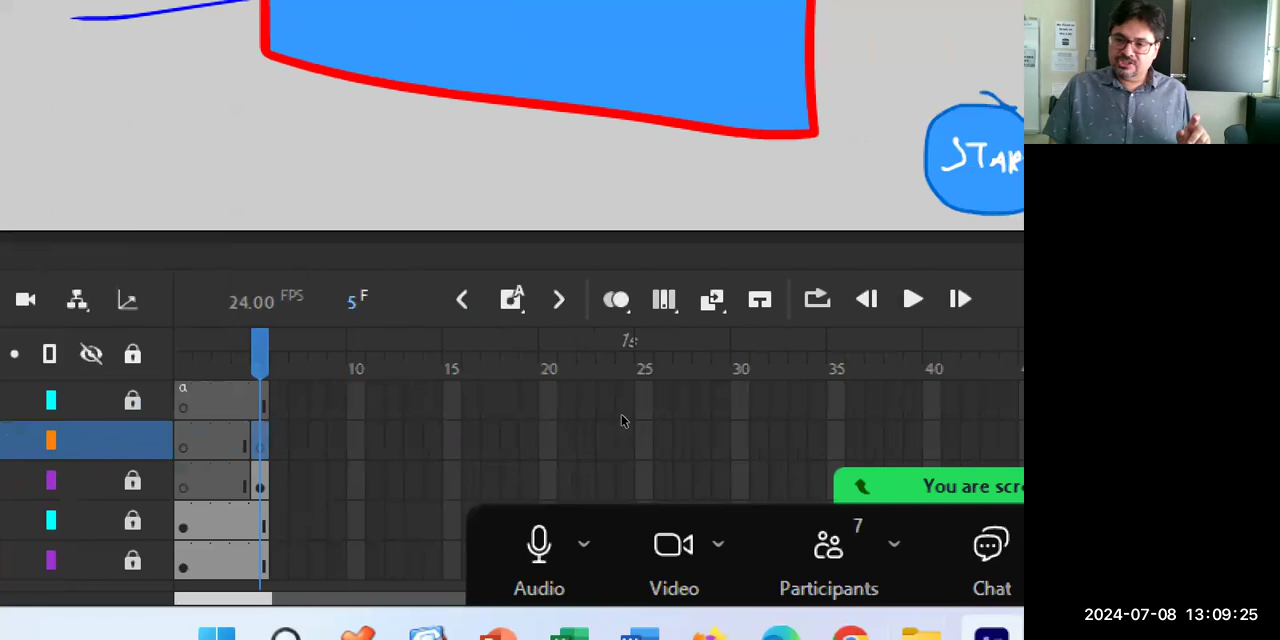 STAR
24.00 FPS
5 F
1s
10 15 20 25 30 35 40
a
You are scr
7
Audio
Video
Participants
Chat
2024-07-08 13:09:25